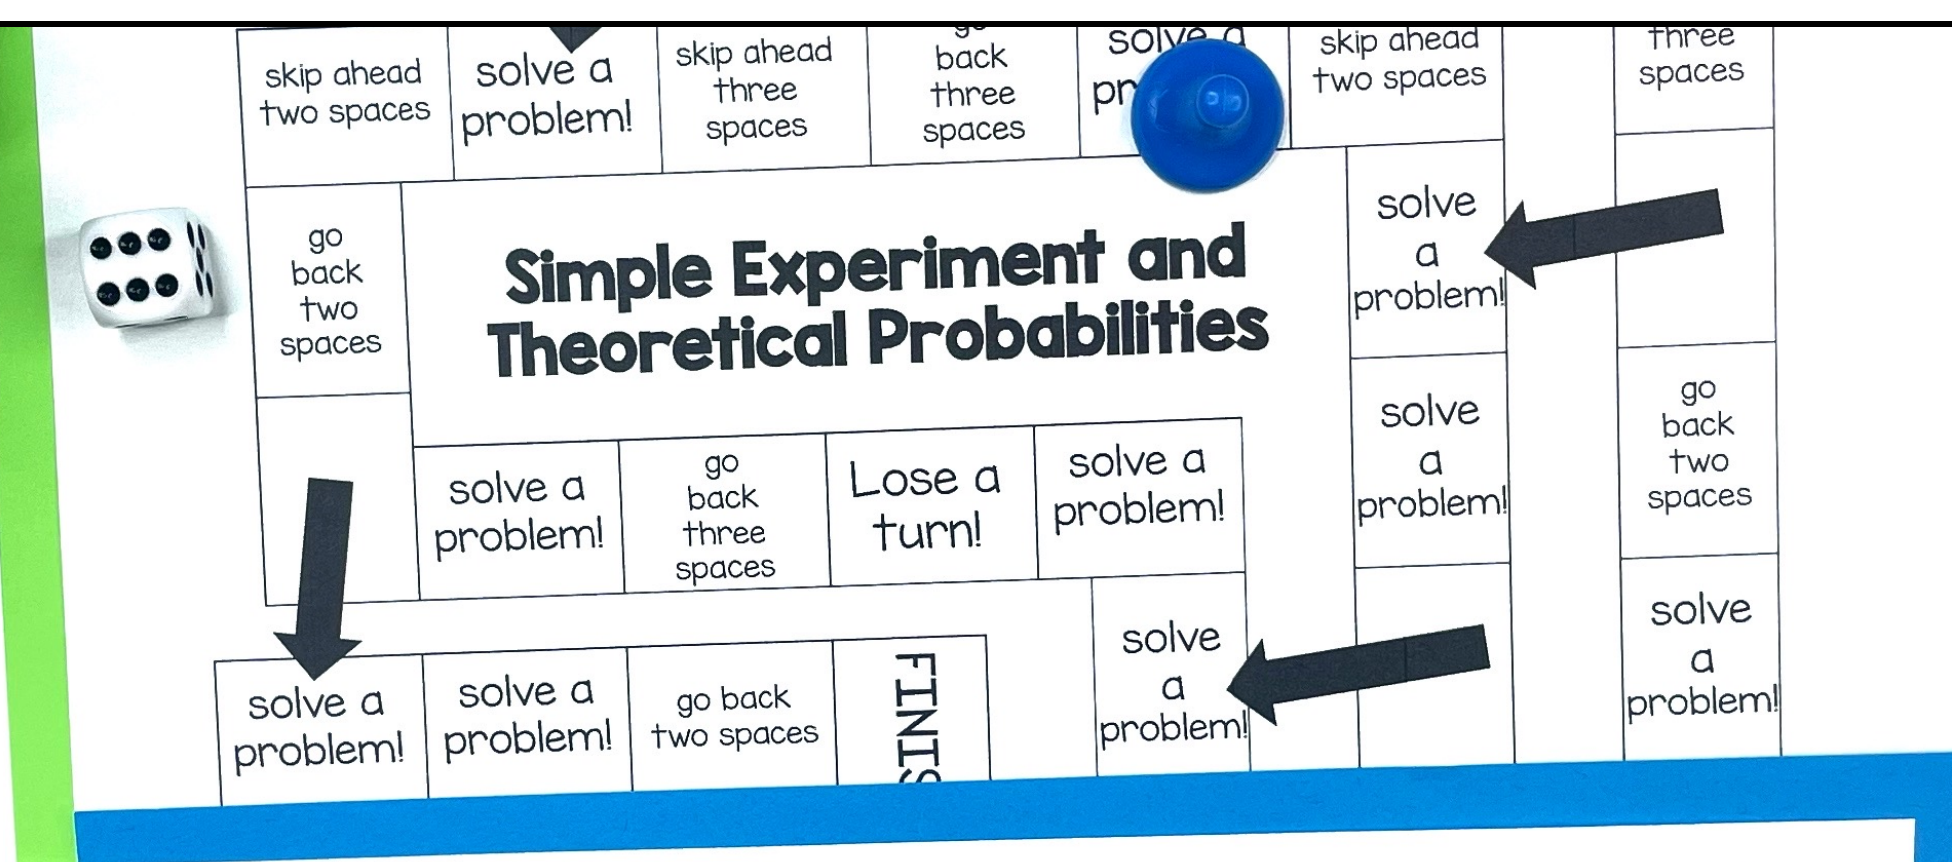 skip ahead
two spaces
solve a
problem!
skip ahead
three
spaces
back
three
spaces
solve a
skip ahead
two spaces
three
spaces
go
back
two
spaces
Simple Experiment and
Theoretical Probabilities
solve
a
problem!
solve a
problem!
go
back
three
spaces
Lose a
turn!
solve a
problem!
solve
a
problem!
go
back
two
spaces
solve a
problem!
solve a
problem!
go back
two spaces
solve
a
problem!
solve
a
problem!